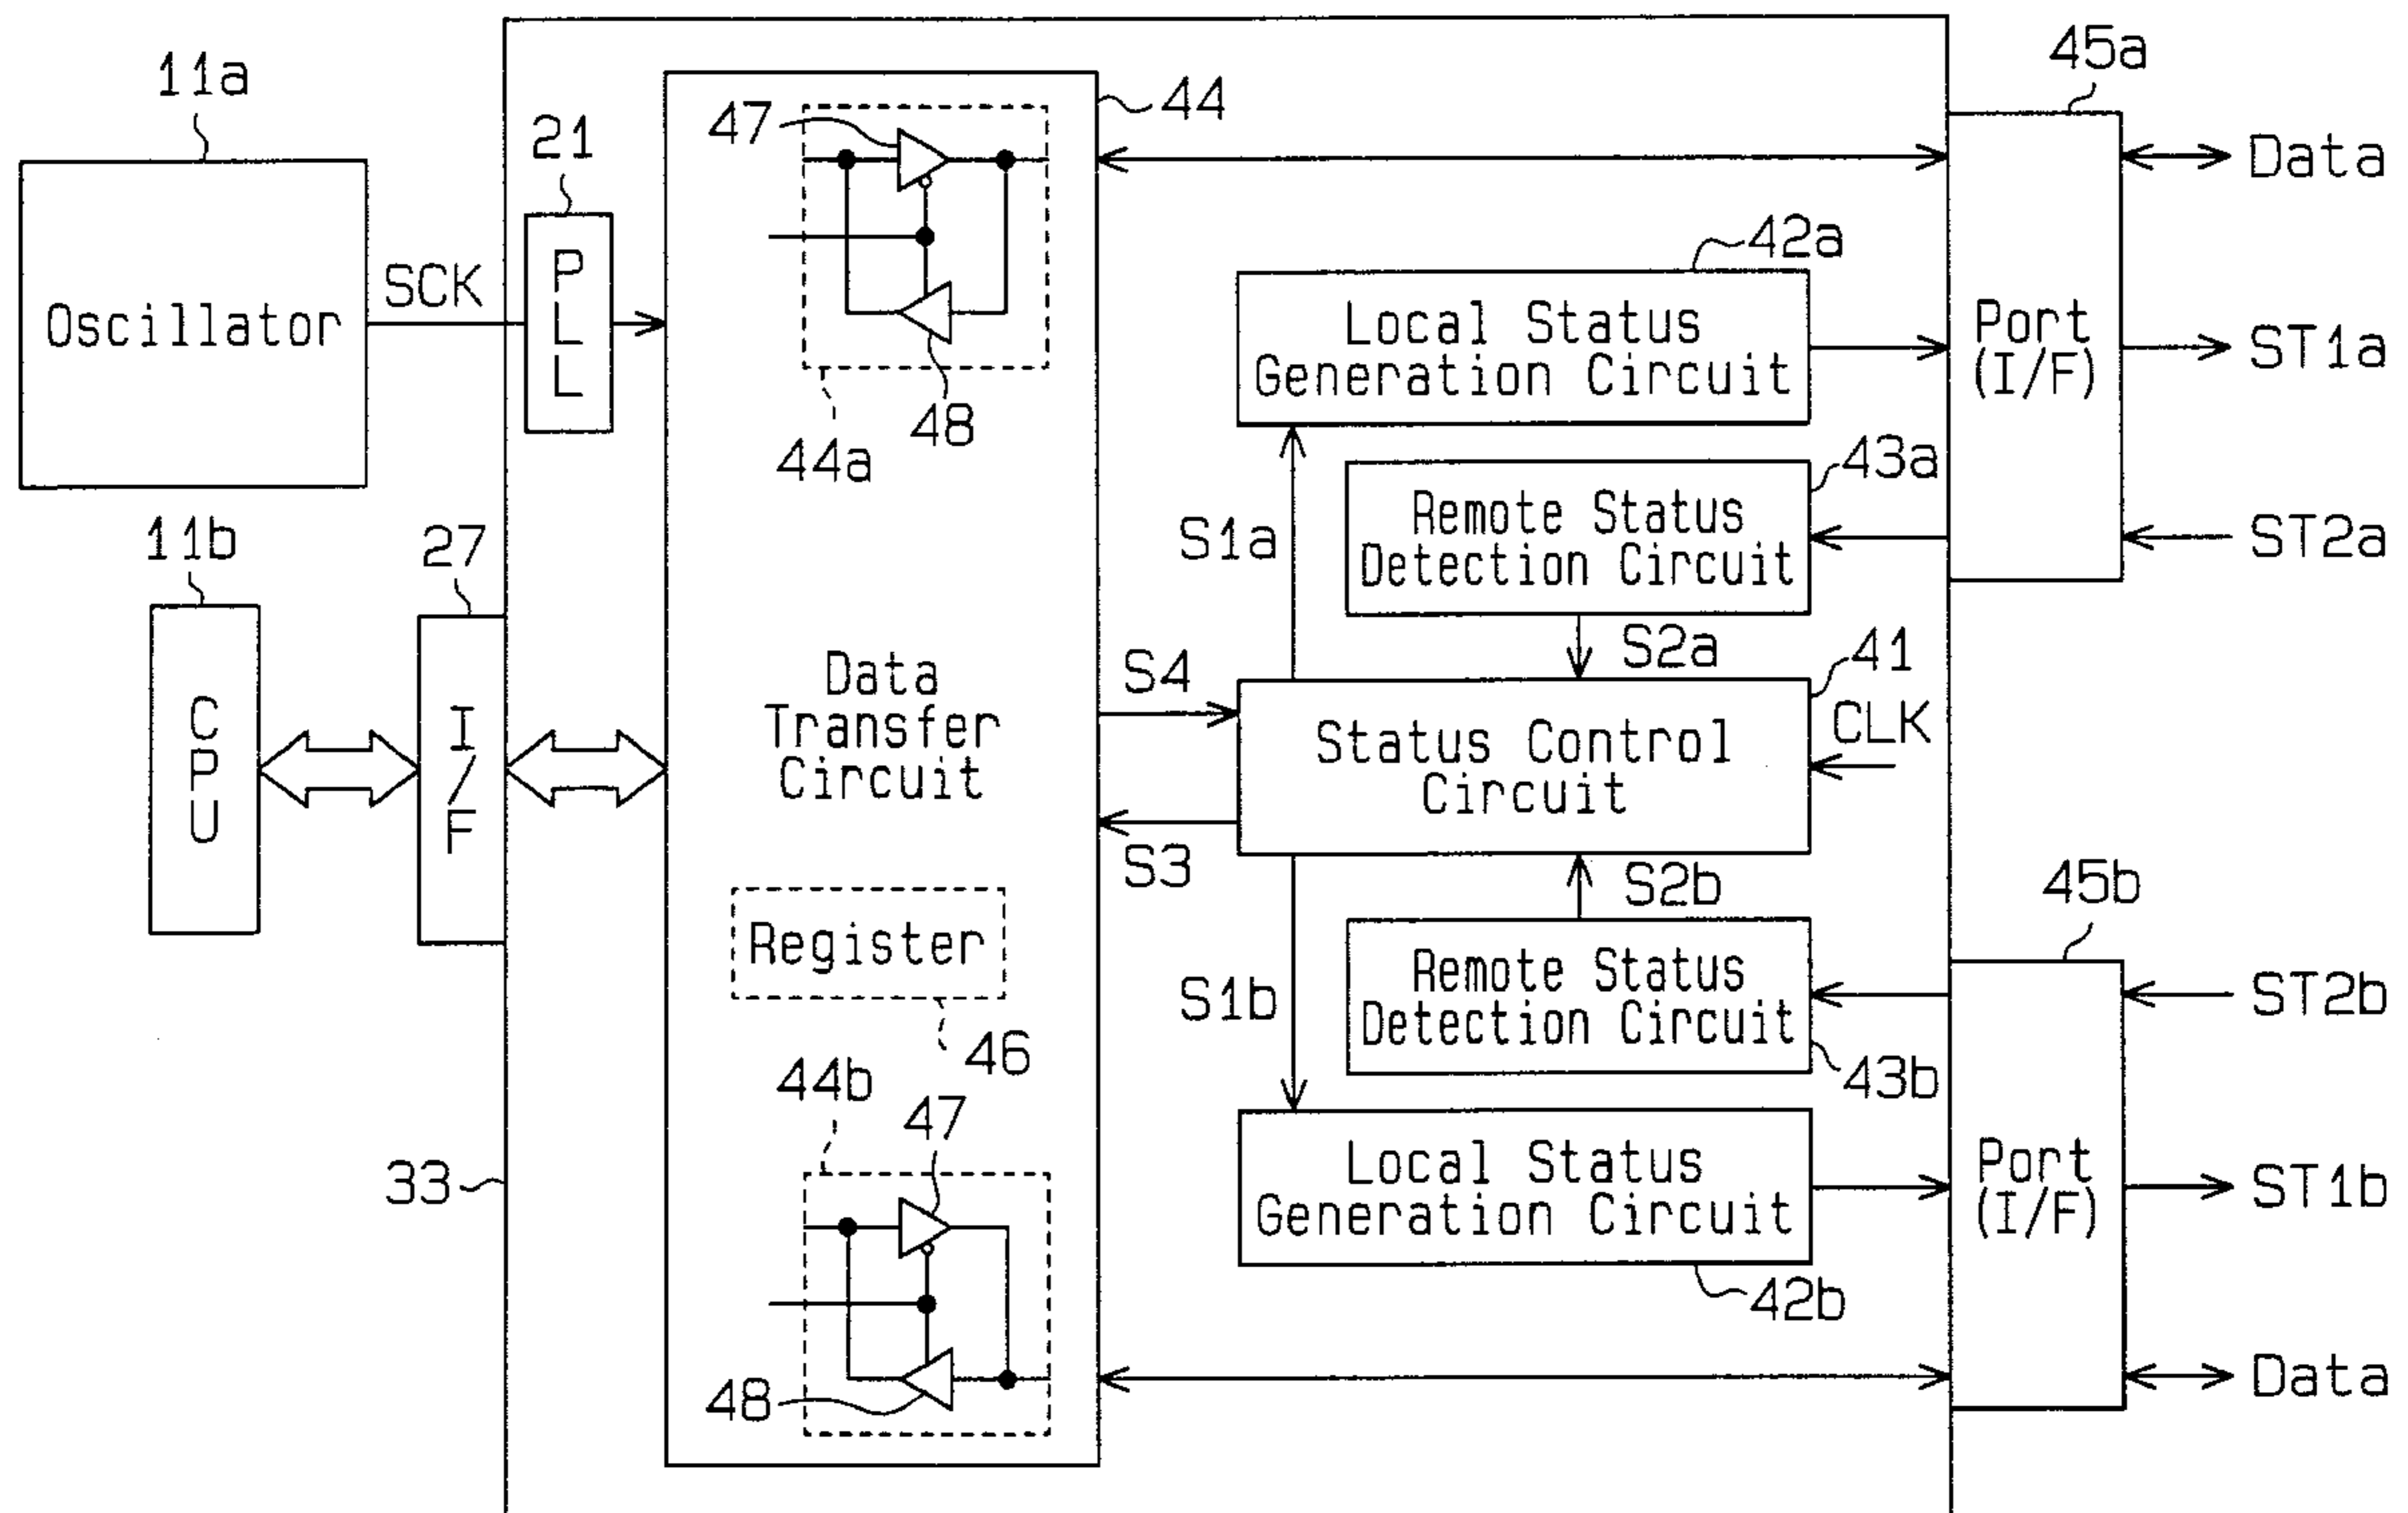 11a
Oscillator
SCK
21
PLL
47
48
44a
44
45a
Data
42a
Local Status
Generation Circuit
Port
(I/F)
ST1a
43a
Remote Status
Detection Circuit
ST2a
S1a
S2a
11b
CPU
27
I/F
Data
Transfer
Circuit
S4
S3
41
Status Control
Circuit
CLK
Register
46
S2b
45b
S1b
Remote Status
Detection Circuit
43b
ST2b
44b
47
48
33
Local Status
Generation Circuit
42b
Port
(I/F)
ST1b
Data